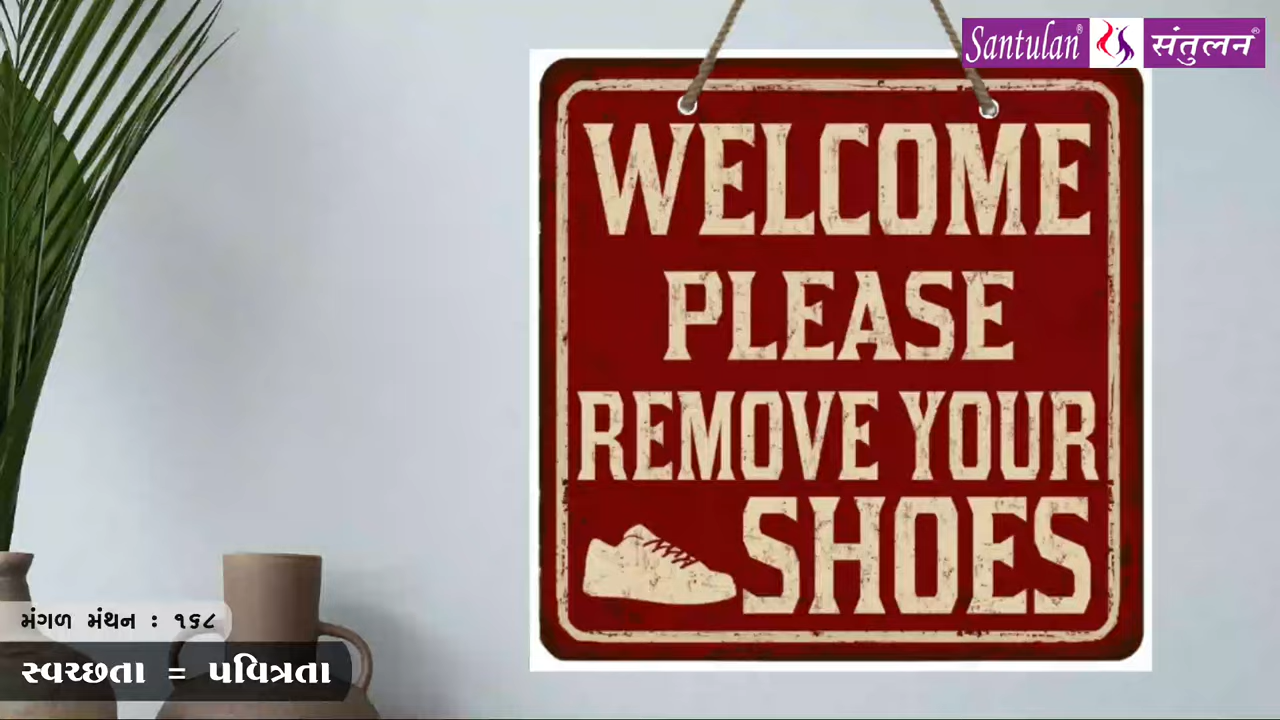 Santulan® संतुलन®
WELCOME
PLEASE
REMOVE YOUR
SHOES
મંગળ મંથન : ૧૬૮
સ્વચ્છતા = પવિત્રતા